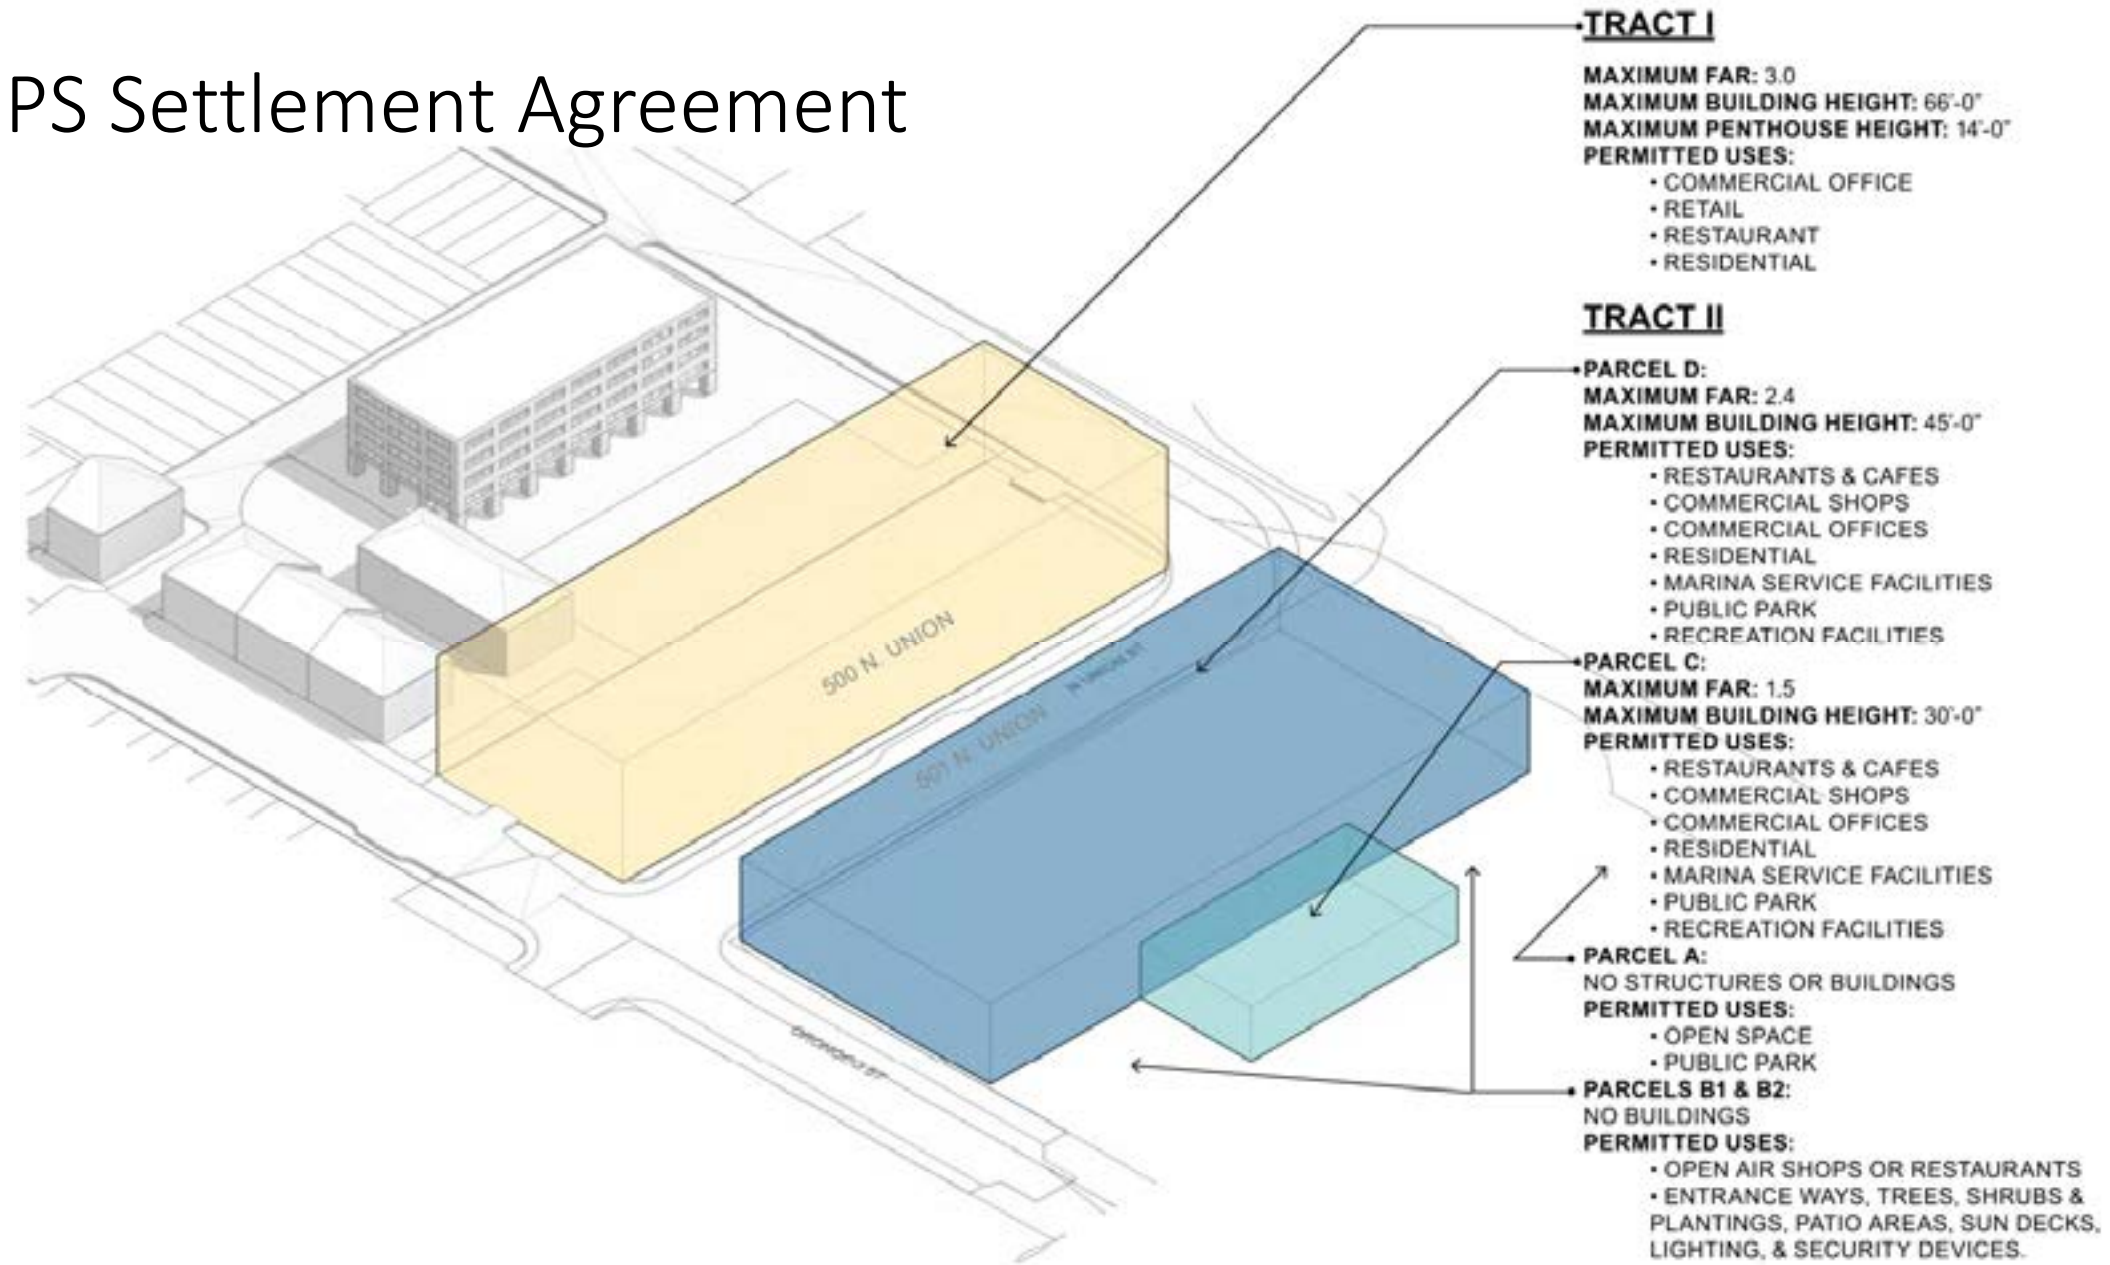 PS Settlement Agreement
TRACT I
MAXIMUM FAR: 3.0
MAXIMUM BUILDING HEIGHT: 66'-0"
MAXIMUM PENTHOUSE HEIGHT: 14'-0"
PERMITTED USES:
• COMMERCIAL OFFICE
• RETAIL
• RESTAURANT
• RESIDENTIAL
TRACT II
PARCEL D:
MAXIMUM FAR: 2.4
MAXIMUM BUILDING HEIGHT: 45'-0"
PERMITTED USES:
• RESTAURANTS & CAFES
• COMMERCIAL SHOPS
• COMMERCIAL OFFICES
• RESIDENTIAL
• MARINA SERVICE FACILITIES
• PUBLIC PARK
• RECREATION FACILITIES
PARCEL C:
MAXIMUM FAR: 1.5
MAXIMUM BUILDING HEIGHT: 30'-0"
PERMITTED USES:
• RESTAURANTS & CAFES
• COMMERCIAL SHOPS
• COMMERCIAL OFFICES
• RESIDENTIAL
• MARINA SERVICE FACILITIES
• PUBLIC PARK
• RECREATION FACILITIES
PARCEL A:
NO STRUCTURES OR BUILDINGS
PERMITTED USES:
• OPEN SPACE
• PUBLIC PARK
PARCELS B1 & B2:
NO BUILDINGS
PERMITTED USES:
• OPEN AIR SHOPS OR RESTAURANTS
• ENTRANCE WAYS, TREES, SHRUBS &
PLANTINGS, PATIO AREAS, SUN DECKS,
LIGHTING, & SECURITY DEVICES.
500 N. UNION
501 N. UNION
N UNION ST
ORONOCO ST